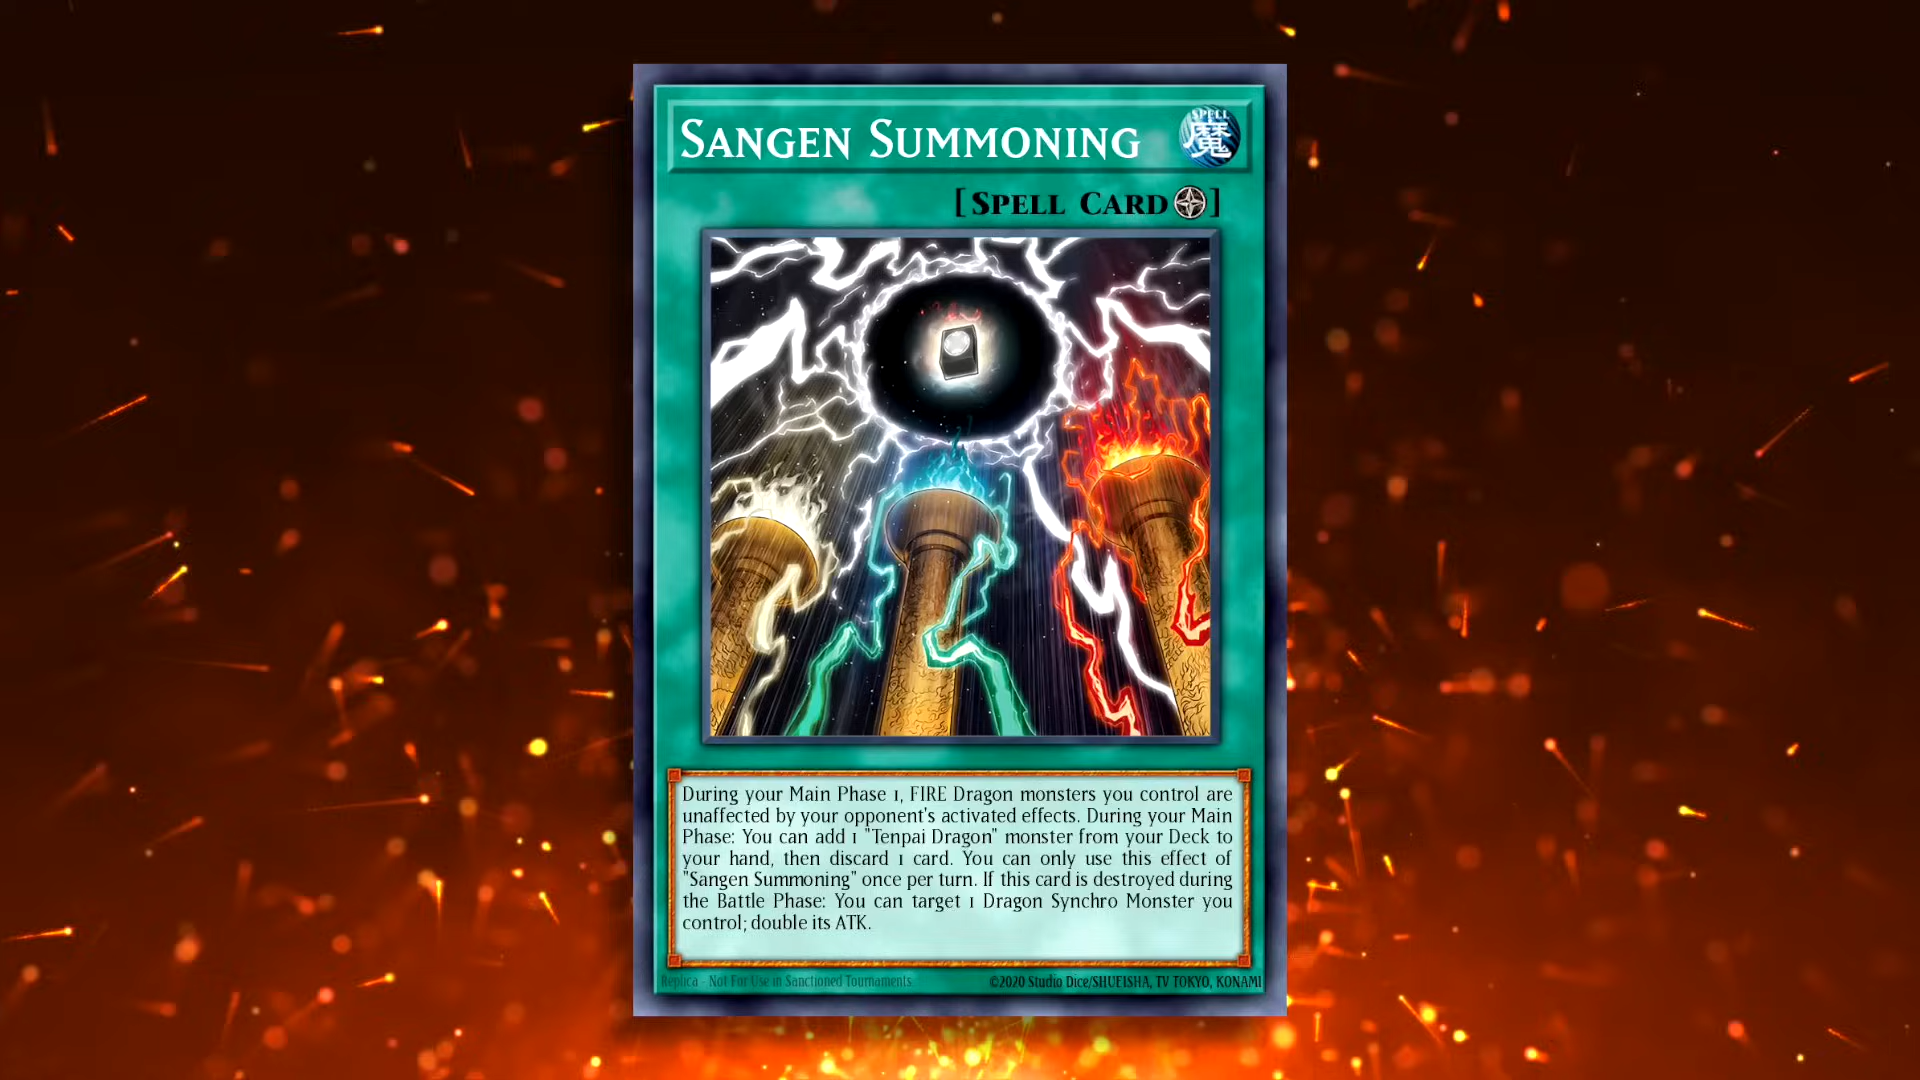 SANGEN SUMMONING
SPELL
魔
[SPELL CARD]
During your Main Phase 1, FIRE Dragon monsters you control are
unaffected by your opponent's activated effects. During your Main
Phase: You can add 1 "Tenpai Dragon" monster from your Deck to
your hand, then discard 1 card. You can only use this effect of
"Sangen Summoning" once per turn. If this card is destroyed during
the Battle Phase: You can target 1 Dragon Synchro Monster you
control; double its ATK.
Replica - Not For Use in Sanctioned Tournaments
©2020 Studio Dice/SHUEISHA, TV TOKYO, KONAMI